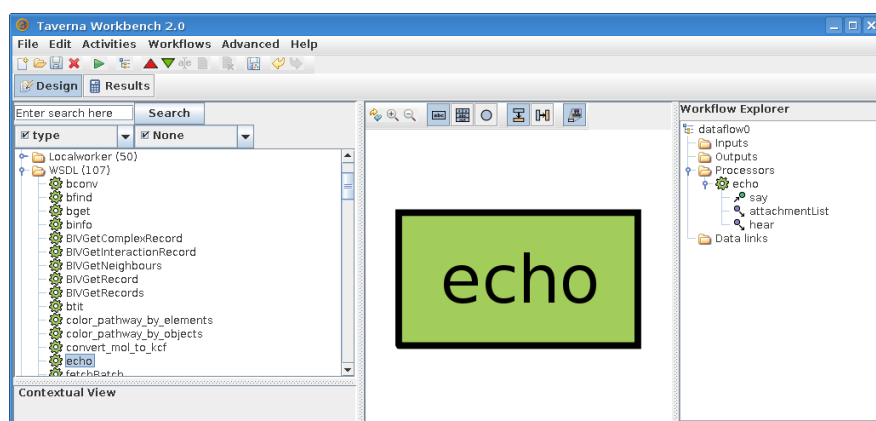 Taverna Workbench 2.0
File Edit Activities Workflows Advanced Help
Design Results
Enter search here Search
type None
Localworker (50)
WSDL (107)
bconv
bfind
bget
binfo
BIVGetComplexRecord
BIVGetInteractionRecord
BIVGetNeighbours
BIVGetRecord
BIVGetRecords
btit
color_pathway_by_elements
color_pathway_by_objects
convert_mol_to_kcf
echo
fetchBatch
Contextual View
abc
echo
Workflow Explorer
dataflow0
Inputs
Outputs
Processors
echo
say
attachmentList
hear
Data links